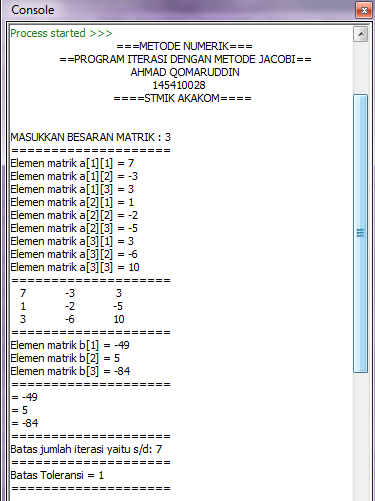 Console
Process started >>>
===METODE NUMERIK===
==PROGRAM ITERASI DENGAN METODE JACOBI==
AHMAD QOMARUDDIN
145410028
====STMIK AKAKOM====
MASUKKAN BESARAN MATRIK : 3
====================
Elemen matrik a[1][1] = 7
Elemen matrik a[1][2] = -3
Elemen matrik a[1][3] = 3
Elemen matrik a[2][1] = 1
Elemen matrik a[2][2] = -2
Elemen matrik a[2][3] = -5
Elemen matrik a[3][1] = 3
Elemen matrik a[3][2] = -6
Elemen matrik a[3][3] = 10
====================
7 -3 3
1 -2 -5
3 -6 10
====================
Elemen matrik b[1] = -49
Elemen matrik b[2] = 5
Elemen matrik b[3] = -84
====================
= -49
= 5
= -84
====================
Batas jumlah iterasi yaitu s/d: 7
====================
Batas Toleransi = 1
====================